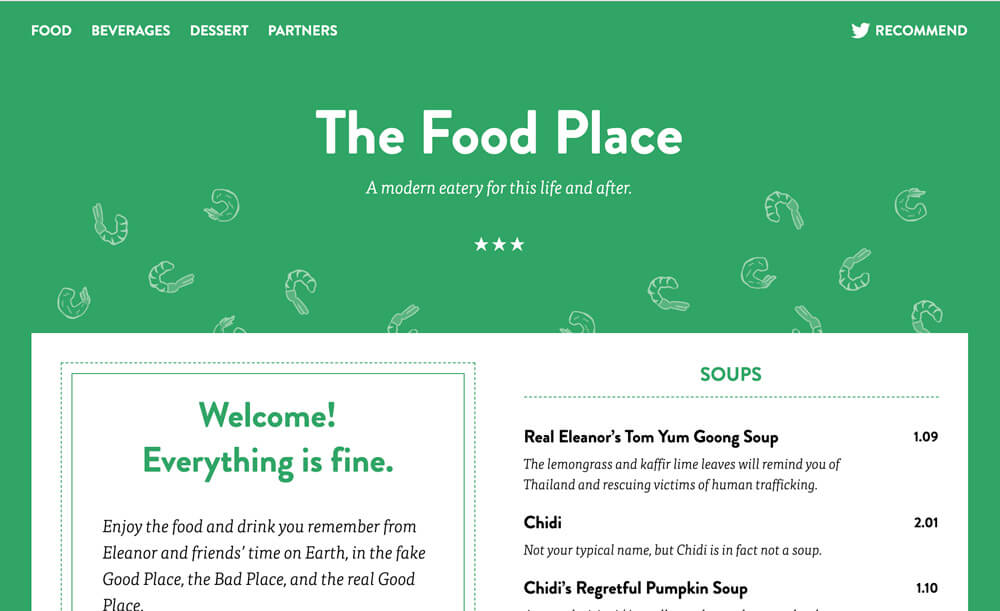 FOOD BEVERAGES DESSERT PARTNERS RECOMMEND
The Food Place
A modern eatery for this life and after.
Welcome!
Everything is fine.
Enjoy the food and drink you remember from
Eleanor and friends’ time on Earth, in the fake
Good Place, the Bad Place, and the real Good
Place.
SOUPS
Real Eleanor’s Tom Yum Goong Soup 1.09
The lemongrass and kaffir lime leaves will remind you of
Thailand and rescuing victims of human trafficking.
Chidi 2.01
Not your typical name, but Chidi is in fact not a soup.
Chidi’s Regretful Pumpkin Soup 1.10